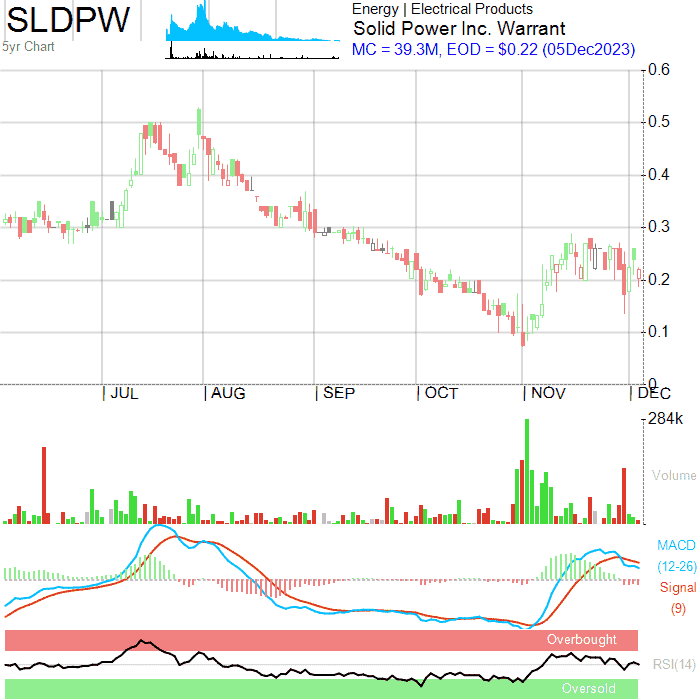 SLDPW
5yr Chart
Energy | Electrical Products
Solid Power Inc. Warrant
MC = 39.3M, EOD = $0.22 (05Dec2023)
0.6
0.5
0.4
0.3
0.2
0.1
0
| JUL | AUG | SEP | OCT | NOV | DEC
284k
Volume
MACD
(12-26)
Signal
(9)
Overbought
RSI(14)
Oversold